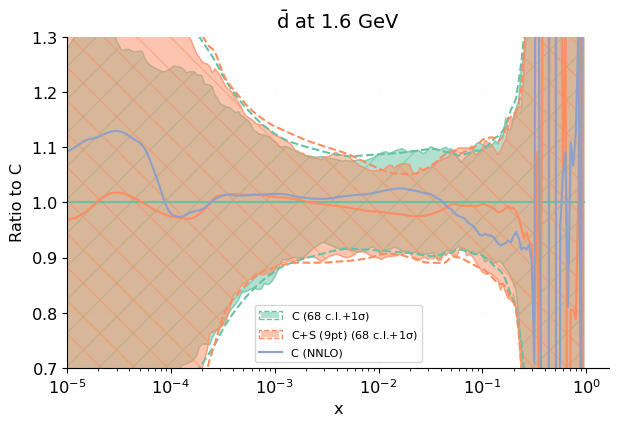 d̄ at 1.6 GeV
Ratio to C
1.3
1.2
1.1
1.0
0.9
0.8
0.7
C (68 c.l.+1σ)
C+S (9pt) (68 c.l.+1σ)
C (NNLO)
10⁻⁵ 10⁻⁴ 10⁻³ 10⁻² 10⁻¹ 10⁰
x